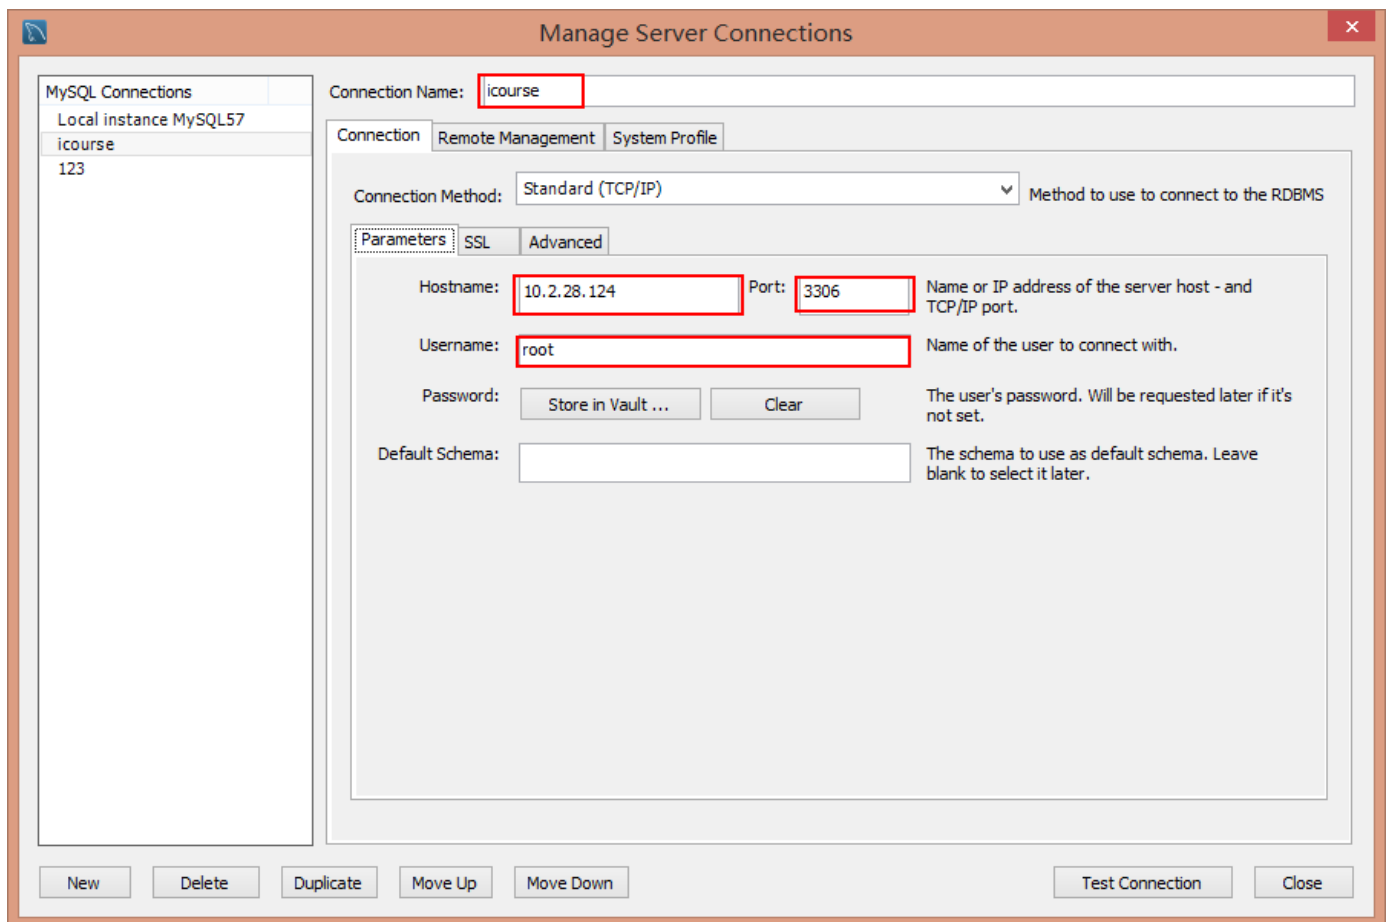 Manage Server Connections
MySQL Connections
Local instance MySQL57
icourse
123
Connection Name: icourse
Connection Remote Management System Profile
Connection Method: Standard (TCP/IP) Method to use to connect to the RDBMS
Parameters SSL Advanced
Hostname: 10.2.28.124 Port: 3306 Name or IP address of the server host - and
TCP/IP port.
Username: root Name of the user to connect with.
Password: Store in Vault ... Clear The user's password. Will be requested later if it's
not set.
Default Schema: The schema to use as default schema. Leave
blank to select it later.
New Delete Duplicate Move Up Move Down Test Connection Close